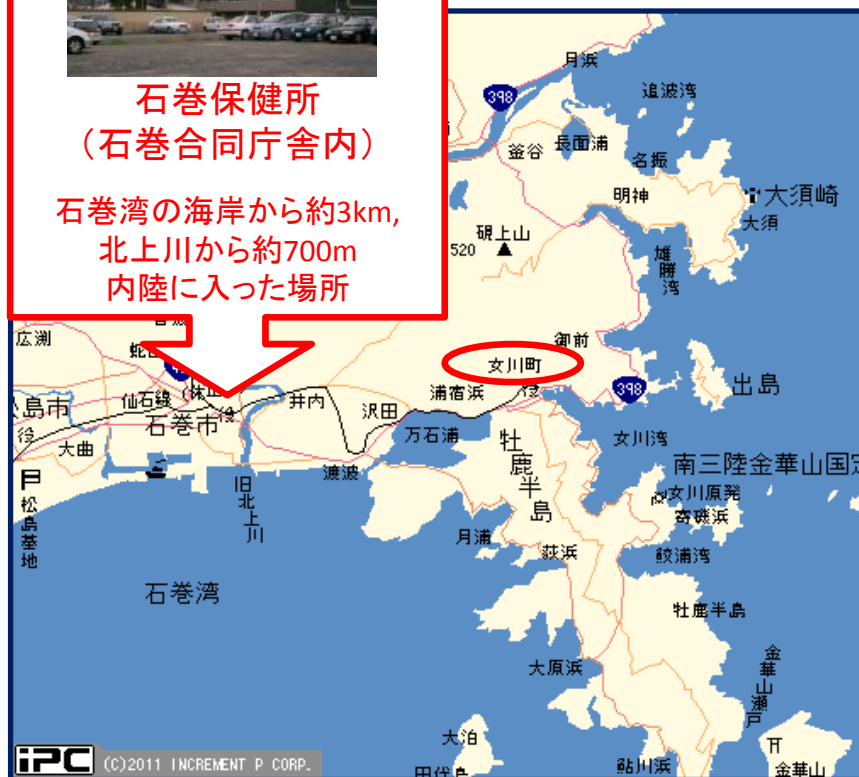 石巻保健所
（石巻合同庁舎内）
石巻湾の海岸から約3km,
北上川から約700m
内陸に入った場所
月浜
398
追波湾
釜谷
長面浦
名振
明神
大須崎
大須
硯上山
520
雄勝湾
御前
広渕
女川町
役
398
出島
浦宿浜
仙石線
井内
沢田
島市
役
石巻市
役
大曲
万石浦
牡鹿半島
女川湾
渡波
旧北上川
松島基地
南三陸金華山国
女川原発
寄磯浜
月浦
荻浜
鮫浦湾
石巻湾
牡鹿半島
大原浜
金華山瀬戸
大泊
鮎川浜
金華山
iPC (C)2011 INCREMENT P CORP.